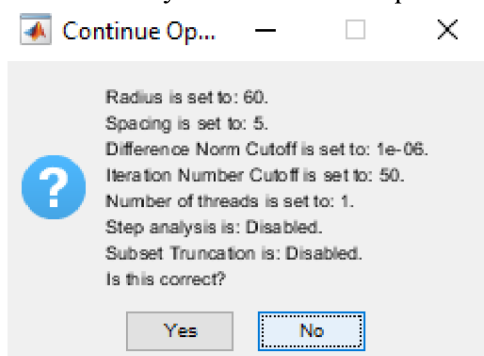 Continue Op...
Radius is set to: 60.
Spacing is set to: 5.
Difference Norm Cutoff is set to: 1e-06.
Iteration Number Cutoff is set to: 50.
Number of threads is set to: 1.
Step analysis is: Disabled.
Subset Truncation is: Disabled.
Is this correct?
Yes No